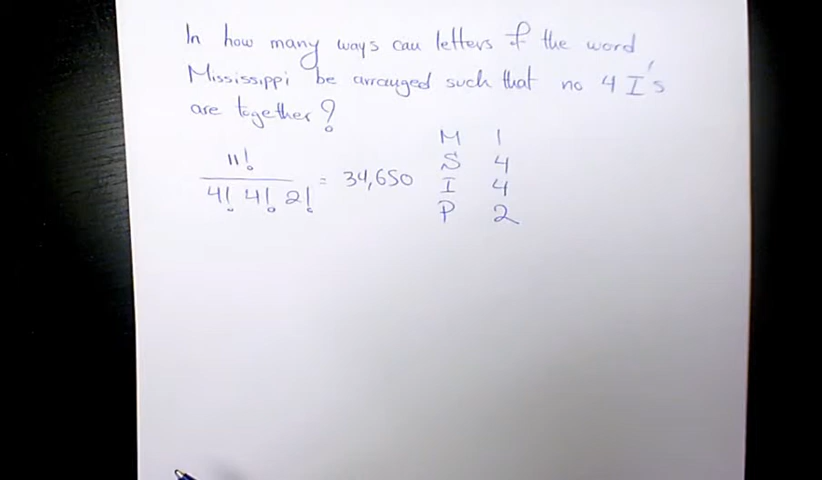 In how many ways can letters of the word
Mississippi be arranged such that no 4 I's
are together?
11! / 4! 4! 2! = 34,650
M 1
S 4
I 4
P 2